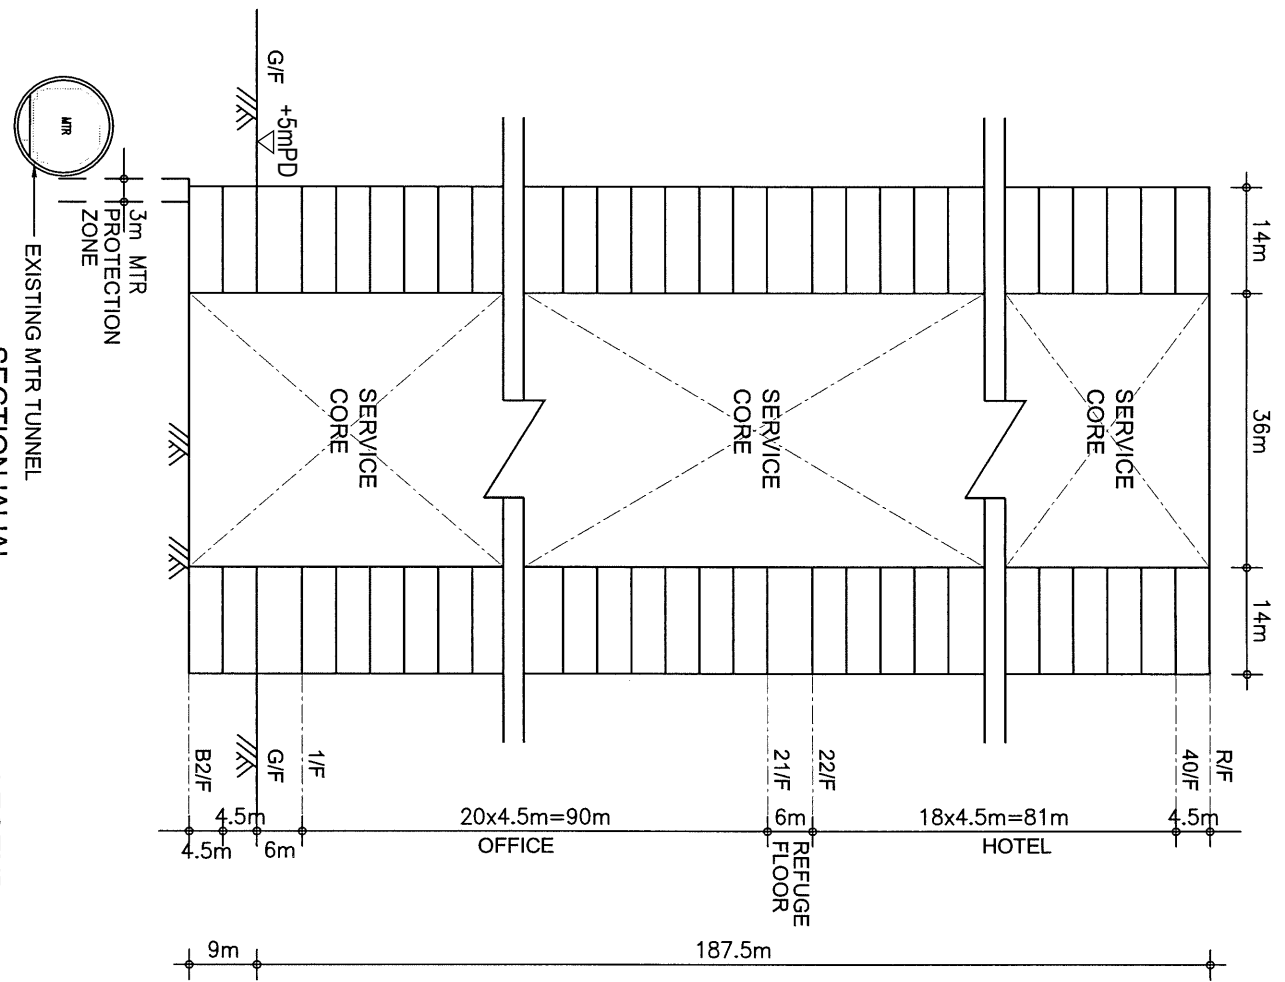 14m
36m
14m
R/F
40/F
22/F
21/F
1/F
G/F
B2/F
4.5m
18x4.5m=81m
HOTEL
6m
REFUGE
FLOOR
20x4.5m=90m
OFFICE
6m
4.5m
4.5m
187.5m
9m
SERVICE
CORE
SERVICE
CORE
SERVICE
CORE
G/F
+5mPD
3m MTR
PROTECTION
ZONE
MTR
EXISTING MTR TUNNEL